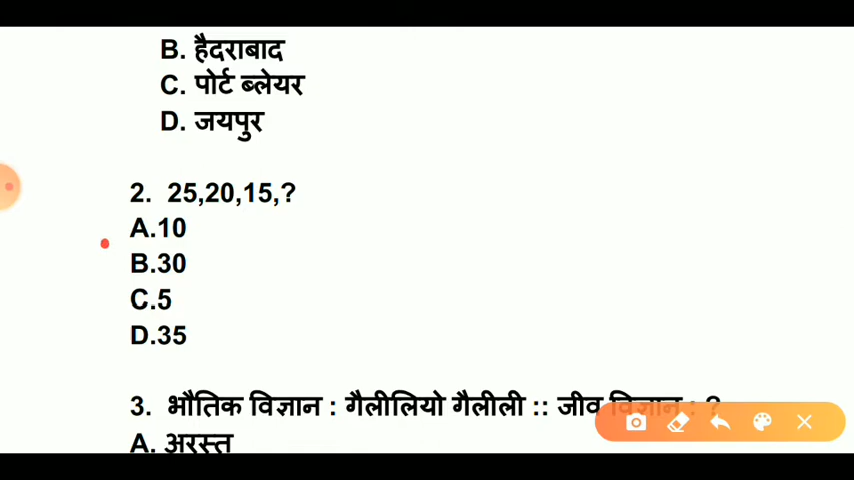 B. हैदराबाद
C. पोर्ट ब्लेयर
D. जयपुर
2. 25,20,15,?
A.10
B.30
C.5
D.35
3. भौतिक विज्ञान : गैलीलियो गैलीली :: जीव विज्ञान : ?
A. अरस्त